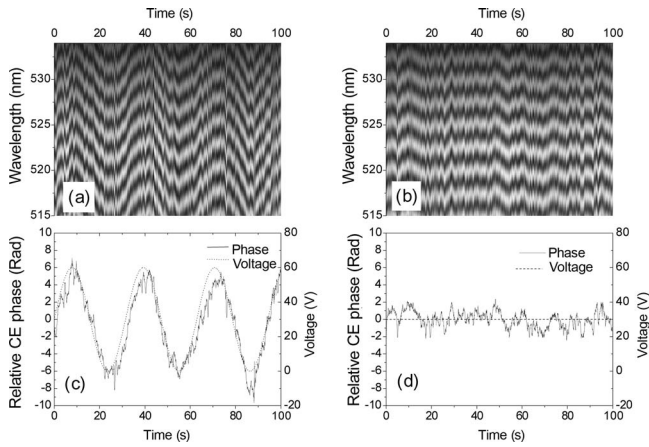 Time (s)
0 20 40 60 80 100
Wavelength (nm)
530
525
520
515
(a)
Time (s)
0 20 40 60 80 100
Wavelength (nm)
530
525
520
515
(b)
Relative CE phase (Rad)
10
8
6
4
2
0
-2
-4
-6
-8
-10
Phase
Voltage
(c)
80
60
40
20
0
-20
Voltage (V)
0 20 40 60 80 100
Time (s)
Relative CE phase (Rad)
10
8
6
4
2
0
-2
-4
-6
-8
-10
Phase
Voltage
(d)
80
60
40
20
0
-20
Voltage (V)
0 20 40 60 80 100
Time (s)